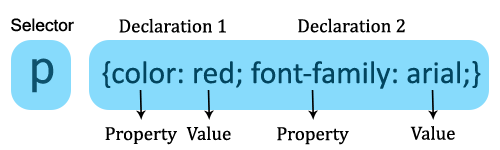 Selector Declaration 1 Declaration 2
p {color: red; font-family: arial;}
Property Value Property Value